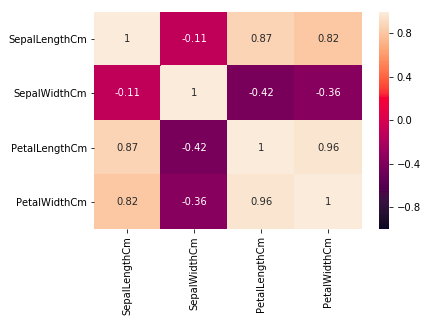 SepalLengthCm 1 -0.11 0.87 0.82
SepalWidthCm -0.11 1 -0.42 -0.36
PetalLengthCm 0.87 -0.42 1 0.96
PetalWidthCm 0.82 -0.36 0.96 1
SepalLengthCm
SepalWidthCm
PetalLengthCm
PetalWidthCm
0.8
0.4
0.0
−0.4
−0.8